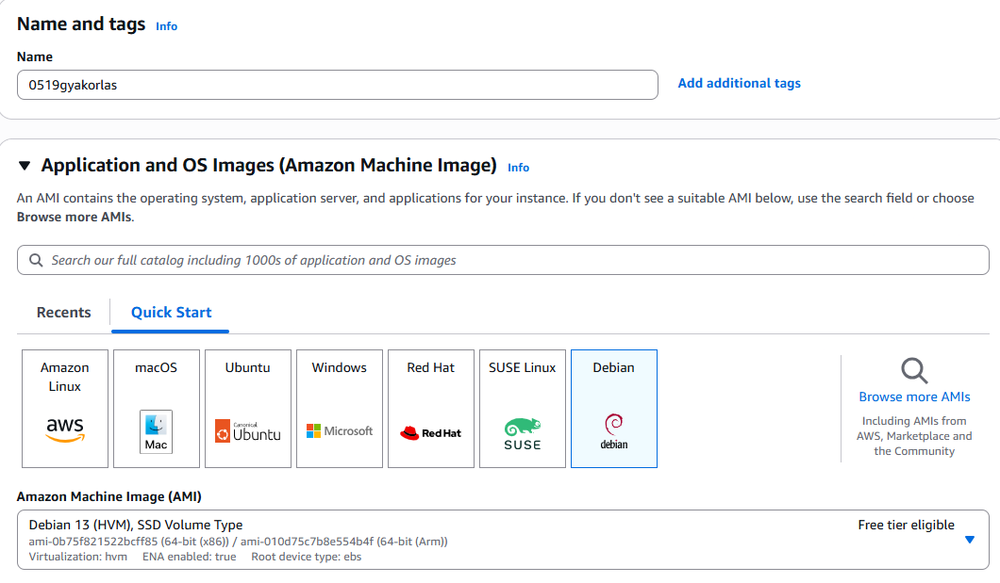 Name and tags Info
Name
0519gyakorlas
Add additional tags
Application and OS Images (Amazon Machine Image) Info
An AMI contains the operating system, application server, and applications for your instance. If you don't see a suitable AMI below, use the search field or choose
Browse more AMIs.
Search our full catalog including 1000s of application and OS images
Recents
Quick Start
Amazon
Linux
aws
macOS
Mac
Ubuntu
Canonical
Ubuntu
Windows
Microsoft
Red Hat
Red Hat
SUSE Linux
SUSE
Debian
debian
Browse more AMIs
Including AMIs from
AWS, Marketplace and
the Community
Amazon Machine Image (AMI)
Debian 13 (HVM), SSD Volume Type
Free tier eligible
ami-0b75f821522bcff85 (64-bit (x86)) / ami-010d75c7b8e554b4f (64-bit (Arm))
Virtualization: hvm ENA enabled: true Root device type: ebs